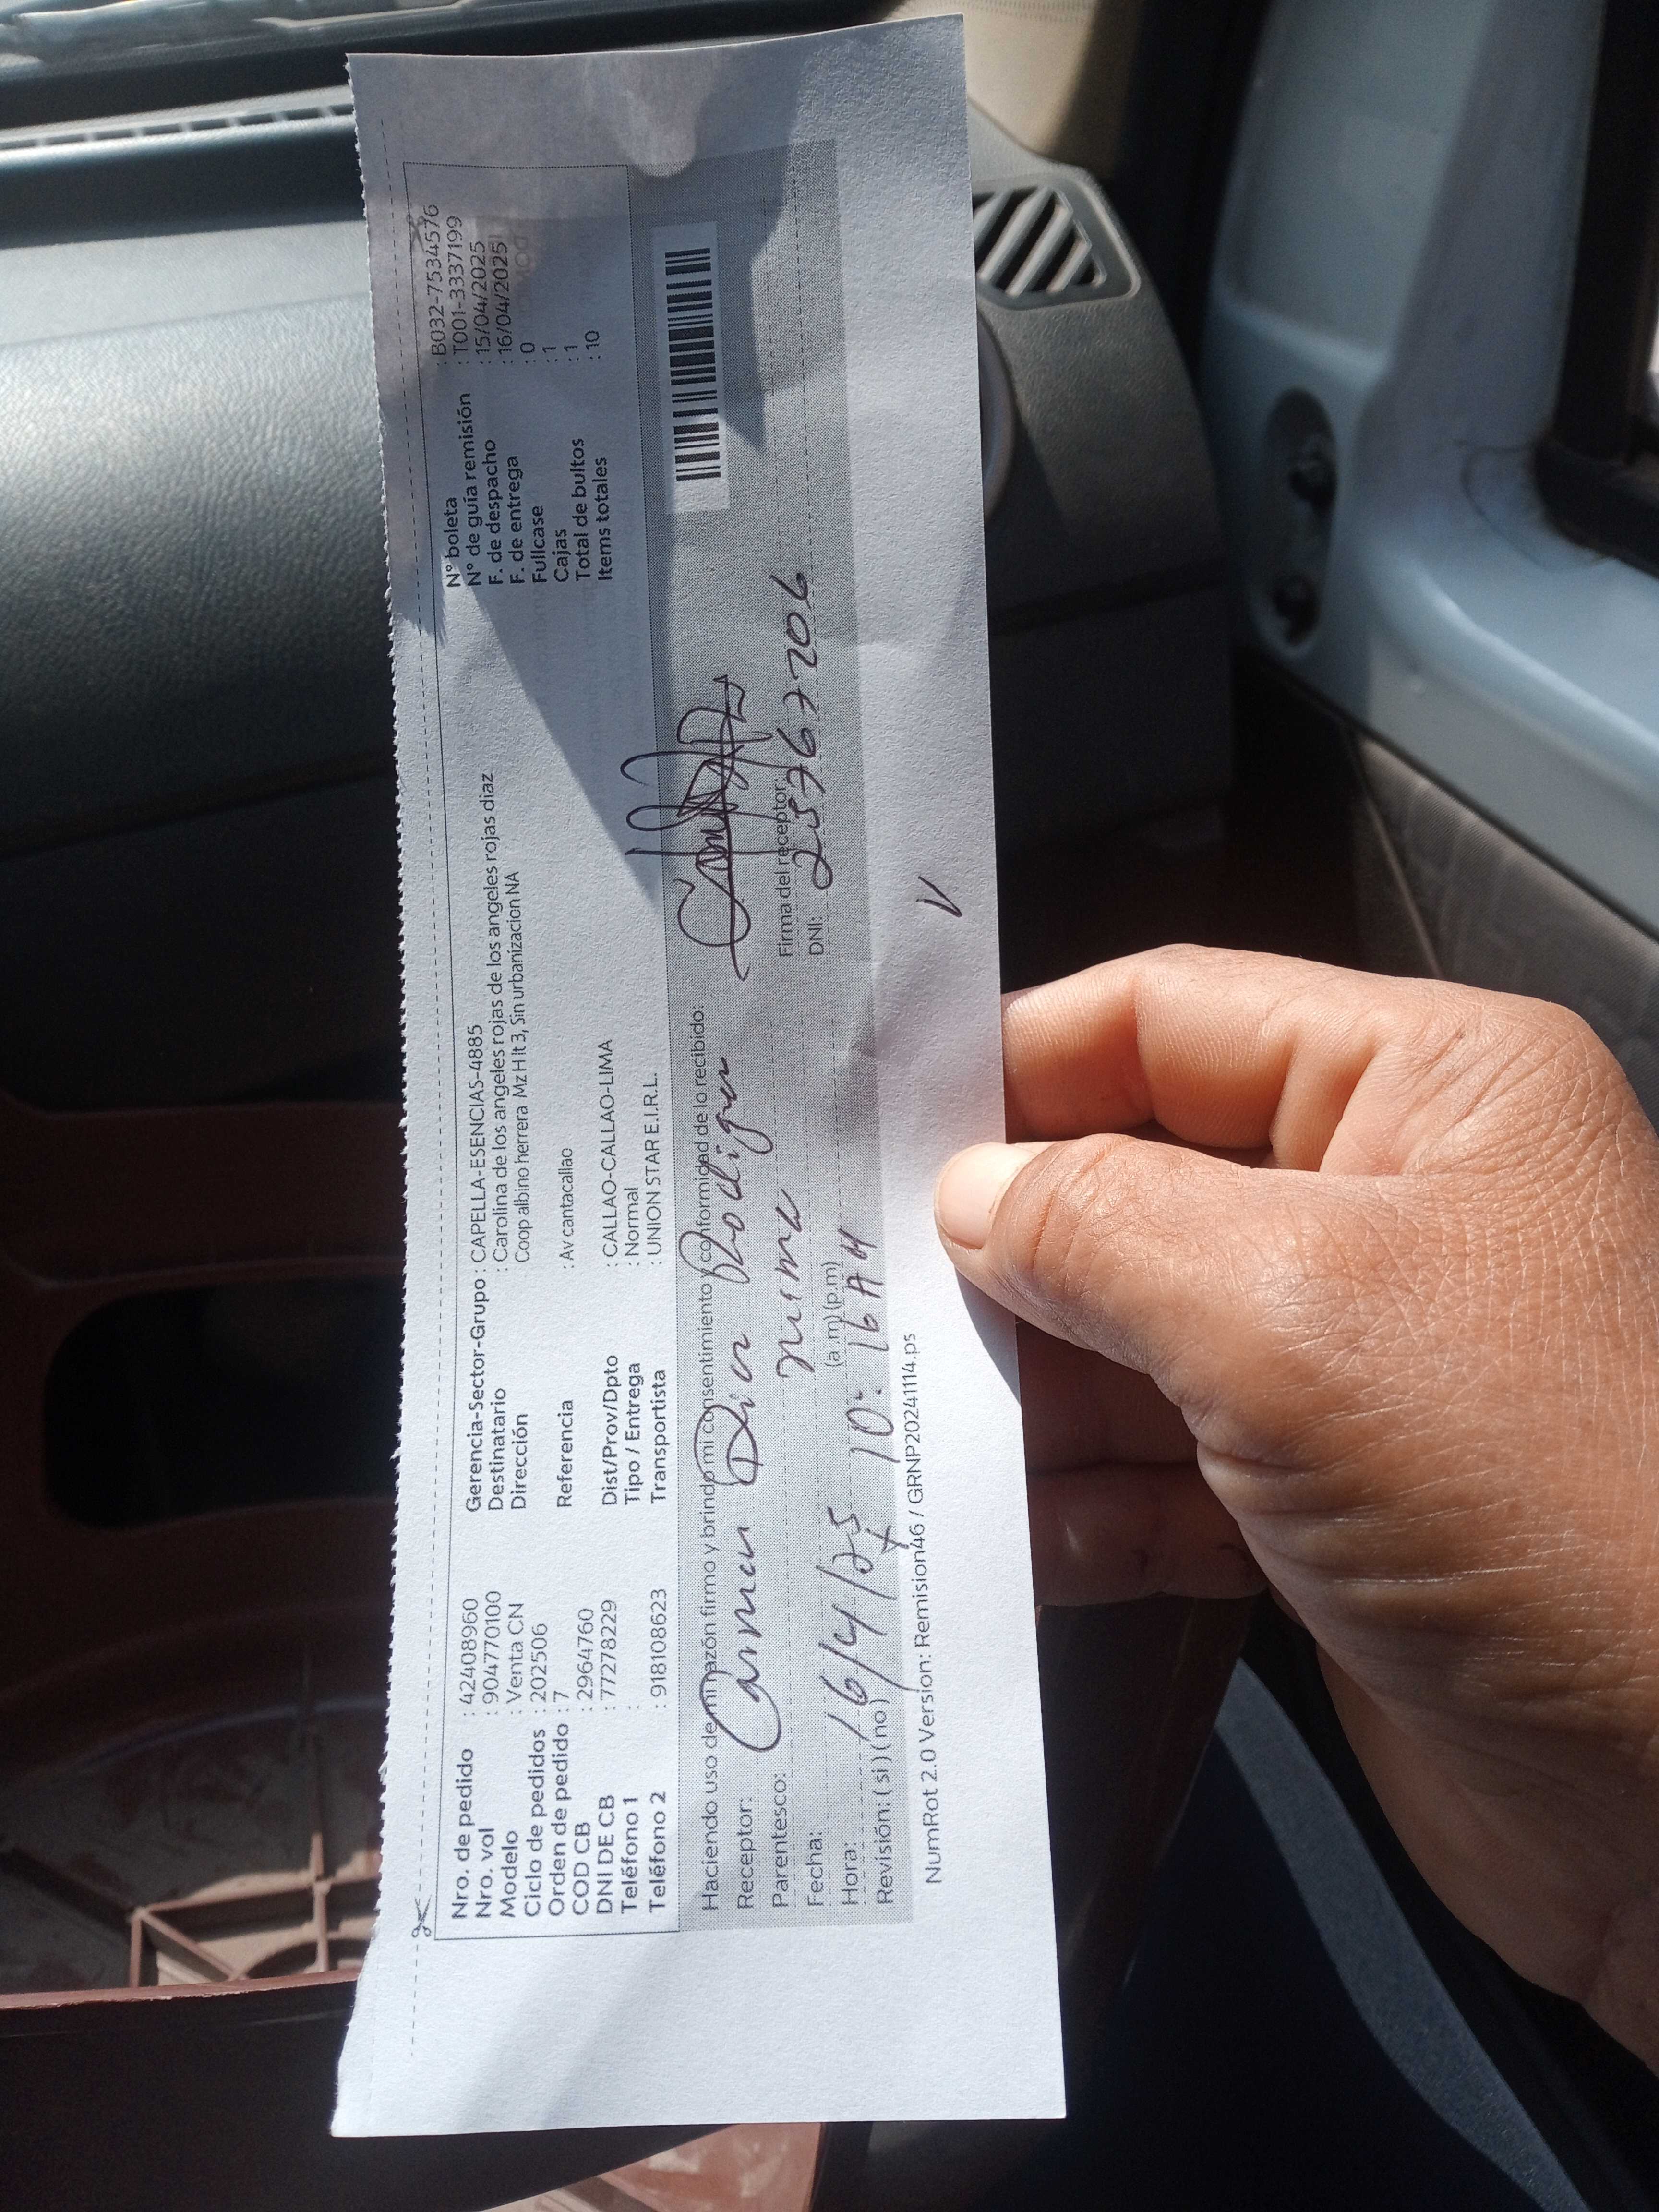 Nro. de pedido : 42408960
Nro. vol : 904770100
Modelo : Venta CN
Ciclo de pedidos : 202506
Orden de pedido : 7
COD CB : 2964760
DNI DE CB : 77278229
Teléfono 1 :
Teléfono 2 : 918108623
Gerencia-Sector-Grupo : CAPELLA-ESENCIAS-4885
Destinatario : Carolina de los angeles rojas de los angeles rojas diaz
Dirección : Coop albino herrera Mz H lt 3, Sin urbanizacion NA
Referencia : Av cantacallao
Dist/Prov/Dpto : CALLAO-CALLAO-LIMA
Tipo / Entrega : Normal
Transportista : UNION STAR E.I.R.L.
N° boleta : B032-7534576
N° de guía remisión : T001-3337199
F. de despacho : 15/04/2025
F. de entrega : 16/04/2025
Fullcase : 0
Cajas : 1
Total de bultos : 1
Items totales : 10
Haciendo uso de mi razón firmo y brindo mi consentimiento y conformidad de lo recibido:
Receptor: Carmen Diaz
Parentesco:
Fecha: 16/4/25
Hora: 10:16 AM (a.m) (p.m)
Revisión: ( si ) ( no )
Firma del receptor:
DNI: 25767206
NumRot 2.0 Version: Remision46 / GRNP20241114.ps